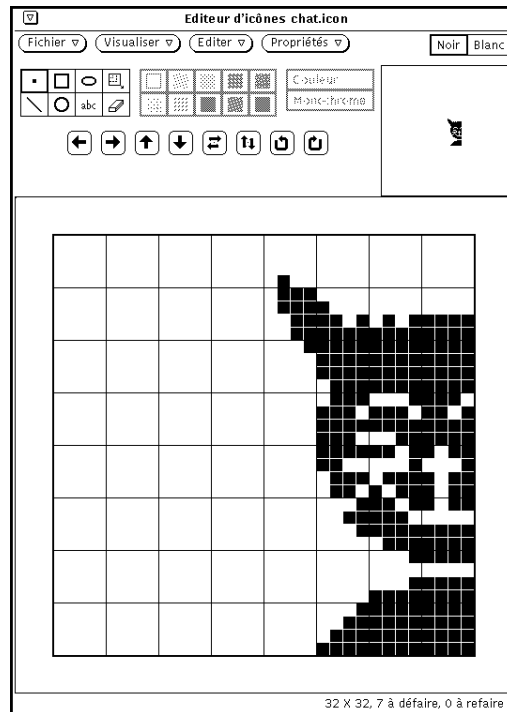 Editeur d'icônes chat.icon
Fichier Visualiser Editer Propriétés Noir Blanc
abc Couleur
Monochrome
32 X 32, 7 à défaire, 0 à refaire